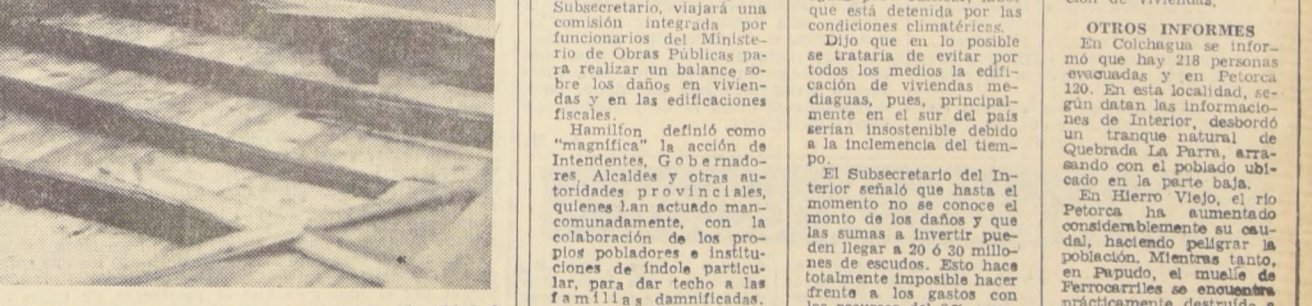 Subsecretario, viajará una
comisión integrada por
funcionarios del Ministe-
rio de Obras Públicas pa-
ra realizar un balance so-
bre los daños en vivien-
das y en las edificaciones
fiscales.
Hamilton definió como
"magnífica" la acción de
Intendentes, Gobernado-
res, Alcaldes y otras au-
toridades provinciales,
quienes han actuado man-
comunadamente, con la
colaboración de los pro-
pios pobladores e institu-
ciones de índole particu-
lar, para dar techo a las
familias damnificadas.
que está detenida por las
condiciones climatéricas.
Dijo que en lo posible
se trataría de evitar por
todos los medios la edifi-
cación de viviendas me-
diaguas, pues, principal-
mente en el sur del país
serían insostenible debido
a la inclemencia del tiem-
po.
El Subsecretario del In-
terior señaló que hasta el
momento no se conoce el
monto de los daños y que
las sumas a invertir pue-
den llegar a 20 ó 30 millo-
nes de escudos. Esto hace
totalmente imposible hacer
frente a los gastos con
ción de viviendas.
OTROS INFORMES
En Colchagua se infor-
mó que hay 218 personas
evacuadas y en Petorca
120. En esta localidad, se-
gún datan las informacio-
nes de Interior, desbordó
un tranque natural de
Quebrada La Parra, arra-
sando con el poblado ubi-
cado en la parte baja.
En Hierro Viejo, el río
Petorca ha aumentado
considerablemente su cau-
dal, haciendo peligrar la
población. Mientras tanto,
en Papudo, el muelle de
Ferrocarriles se encuentra
prácticamente destruído